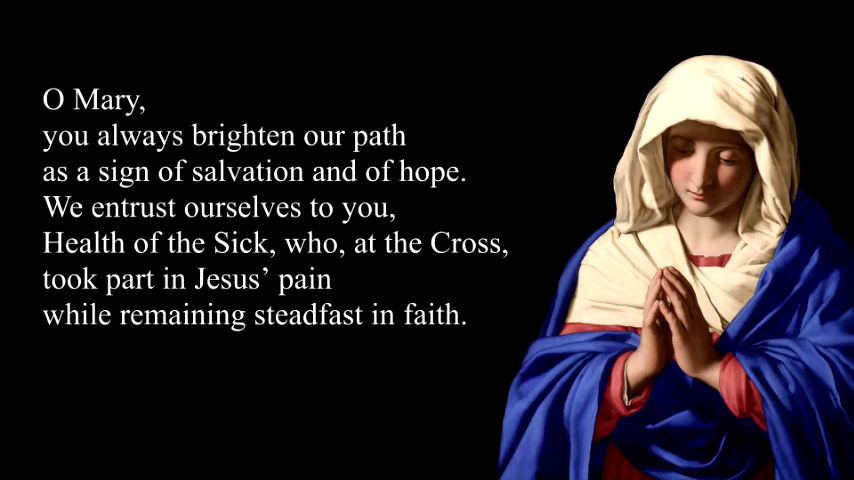 O Mary,
you always brighten our path
as a sign of salvation and of hope.
We entrust ourselves to you,
Health of the Sick, who, at the Cross,
took part in Jesus’ pain
while remaining steadfast in faith.